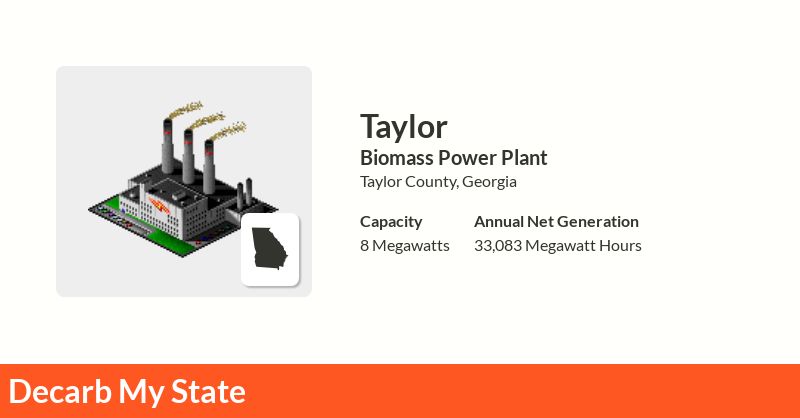 Taylor
Biomass Power Plant
Taylor County, Georgia
Capacity
Annual Net Generation
8 Megawatts
33,083 Megawatt Hours
Decarb My State